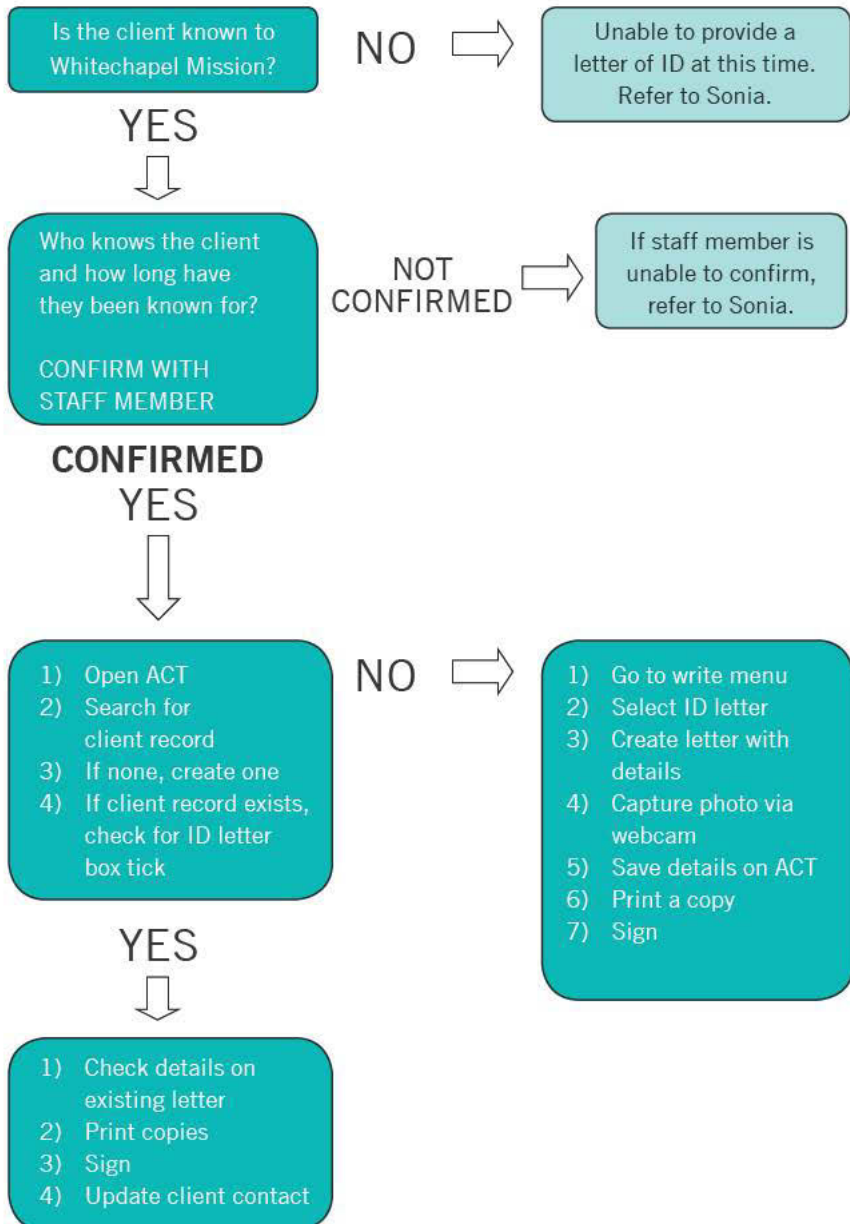 Is the client known to
Whitechapel Mission?
NO
Unable to provide a
letter of ID at this time.
Refer to Sonia.
YES
Who knows the client
and how long have
they been known for?
CONFIRM WITH
STAFF MEMBER
NOT
CONFIRMED
If staff member is
unable to confirm,
refer to Sonia.
CONFIRMED
YES
1) Open ACT
2) Search for
client record
3) If none, create one
4) If client record exists,
check for ID letter
box tick
NO
1) Go to write menu
2) Select ID letter
3) Create letter with
details
4) Capture photo via
webcam
5) Save details on ACT
6) Print a copy
7) Sign
YES
1) Check details on
existing letter
2) Print copies
3) Sign
4) Update client contact